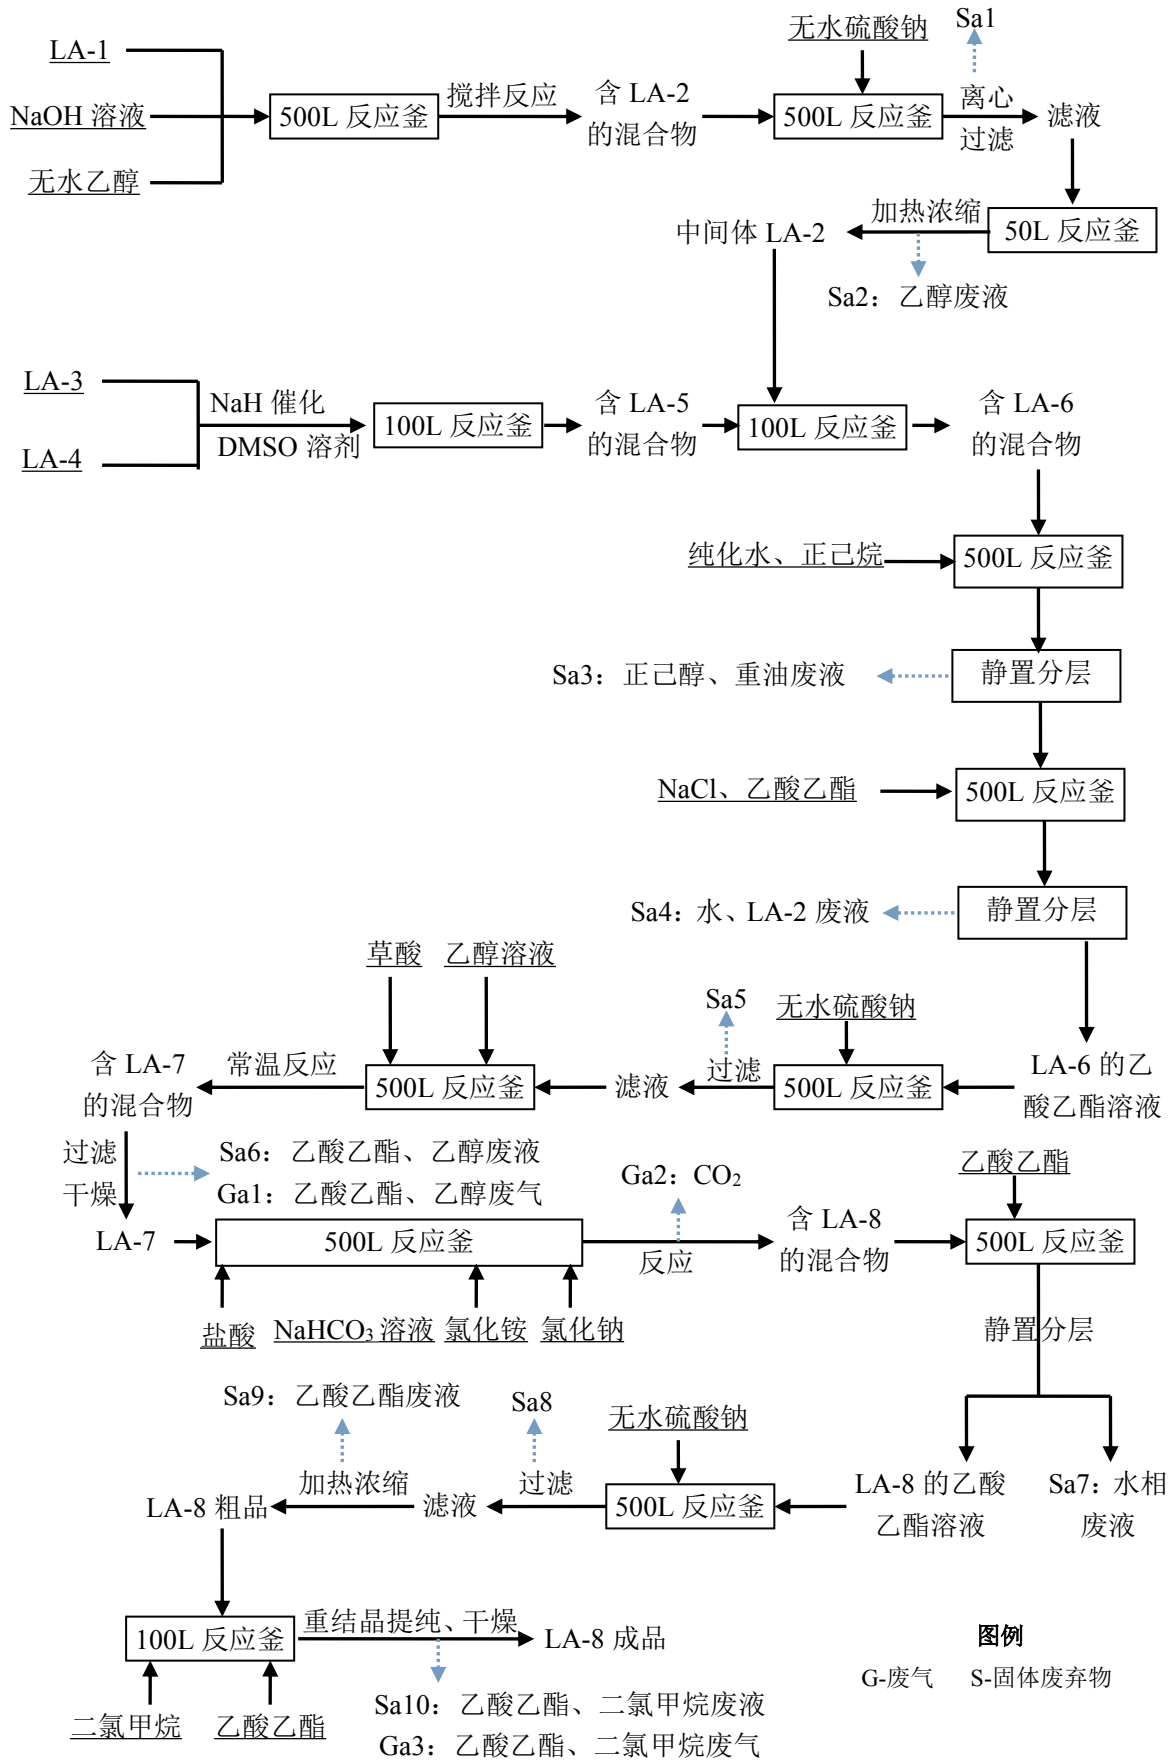 LA-1
NaOH 溶液
无水乙醇
500L 反应釜
搅拌反应
含 LA-2
的混合物
无水硫酸钠
500L 反应釜
Sa1
离心
过滤
滤液
50L 反应釜
加热浓缩
中间体 LA-2
Sa2：乙醇废液
LA-3
LA-4
NaH 催化
DMSO 溶剂
100L 反应釜
含 LA-5
的混合物
100L 反应釜
含 LA-6
的混合物
纯化水、正己烷
500L 反应釜
Sa3：正己醇、重油废液
静置分层
NaCl、乙酸乙酯
500L 反应釜
Sa4：水、LA-2 废液
静置分层
LA-6 的乙
酸乙酯溶液
无水硫酸钠
500L 反应釜
Sa5
过滤
滤液
草酸
乙醇溶液
500L 反应釜
常温反应
含 LA-7
的混合物
过滤
干燥
Sa6：乙酸乙酯、乙醇废液
Ga1：乙酸乙酯、乙醇废气
LA-7
500L 反应釜
盐酸
NaHCO₃ 溶液
氯化铵
氯化钠
Ga2：CO₂
反应
含 LA-8
的混合物
乙酸乙酯
500L 反应釜
静置分层
LA-8 的乙酸
乙酯溶液
Sa7：水相
废液
无水硫酸钠
500L 反应釜
Sa8
过滤
滤液
Sa9：乙酸乙酯废液
加热浓缩
LA-8 粗品
100L 反应釜
二氯甲烷
乙酸乙酯
重结晶提纯、干燥
LA-8 成品
Sa10：乙酸乙酯、二氯甲烷废液
Ga3：乙酸乙酯、二氯甲烷废气
图例
G-废气 S-固体废弃物